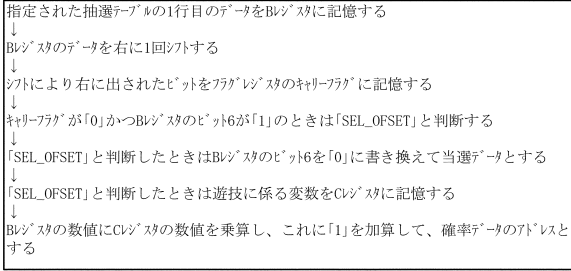 指定された抽選ﾃｰﾌﾞﾙの1行目のﾃﾞｰﾀをBﾚｼﾞｽﾀに記憶する
↓
Bﾚｼﾞｽﾀのﾃﾞｰﾀを右に1回ｼﾌﾄする
↓
ｼﾌﾄにより右に出されたﾋﾞｯﾄをﾌﾗｸﾞﾚｼﾞｽﾀのｷｬﾘｰﾌﾗｸﾞに記憶する
↓
ｷｬﾘｰﾌﾗｸﾞが｢0｣かつBﾚｼﾞｽﾀのﾋﾞｯﾄ6が｢1｣のときは｢SEL_OFSET｣と判断する
↓
｢SEL_OFSET｣と判断したときはBﾚｼﾞｽﾀのﾋﾞｯﾄ6を｢0｣に書き換えて当選ﾃﾞｰﾀとする
↓
｢SEL_OFSET｣と判断したときは遊技に係る変数をCﾚｼﾞｽﾀに記憶する
↓
Bﾚｼﾞｽﾀの数値にCﾚｼﾞｽﾀの数値を乗算し、これに｢1｣を加算して、確率ﾃﾞｰﾀのｱﾄﾞﾚｽと
する